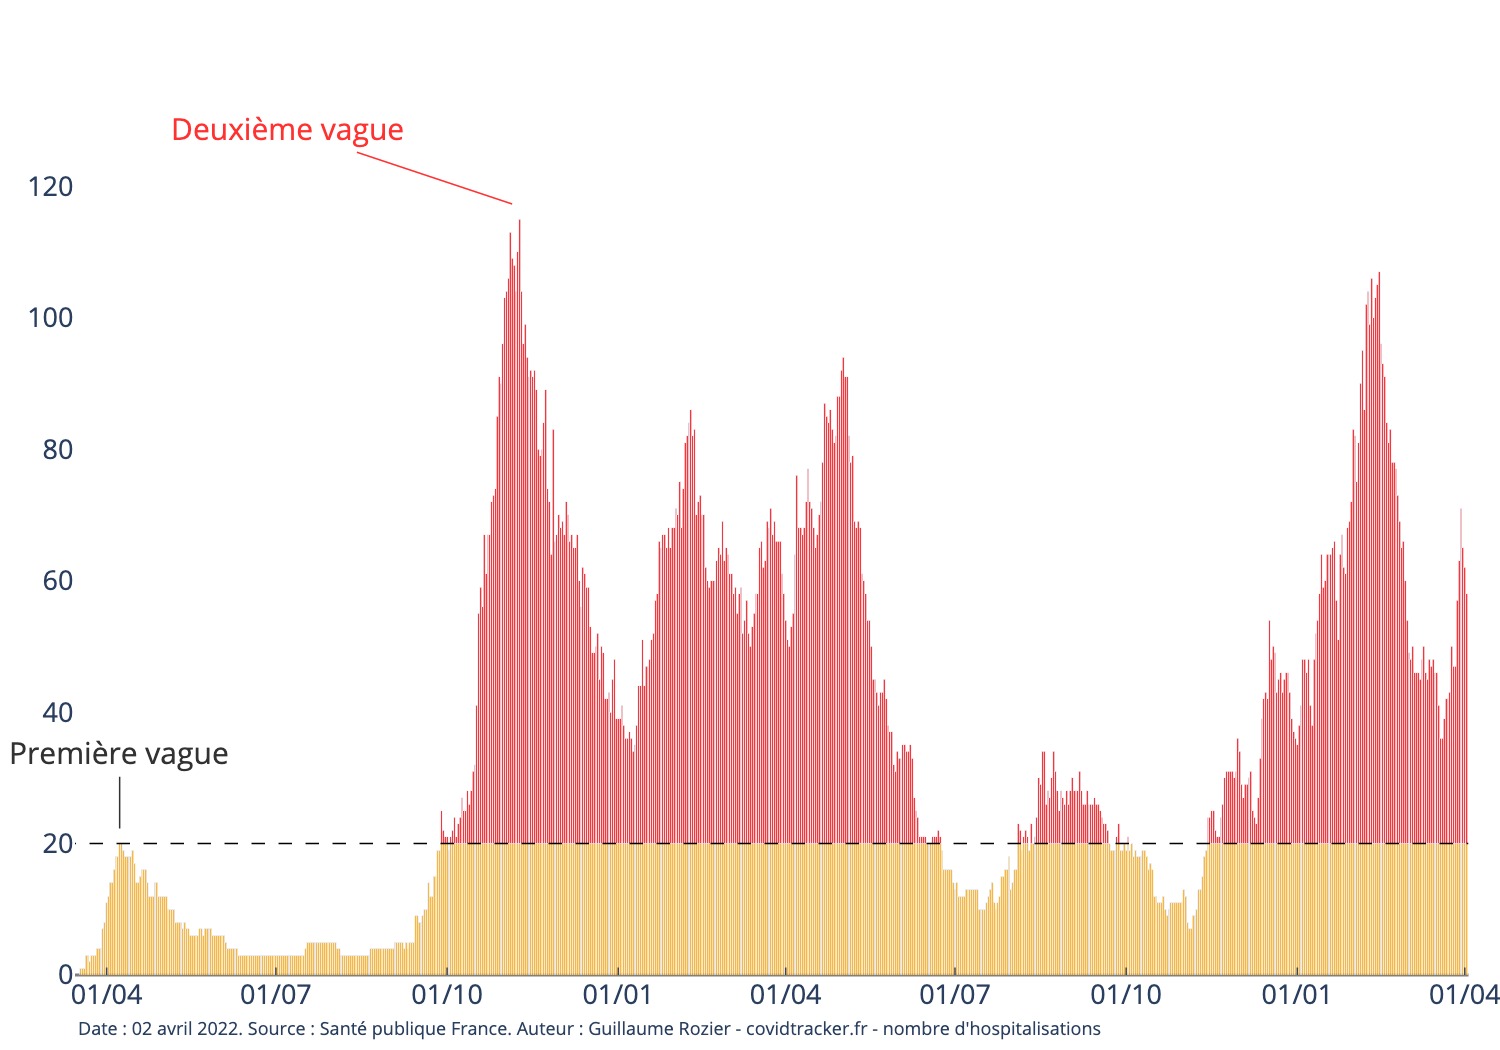 Deuxième vague
120
100
80
60
40
Première vague
20
0
01/04 01/07 01/10 01/01 01/04 01/07 01/10 01/01 01/04
Date : 02 avril 2022. Source : Santé publique France. Auteur : Guillaume Rozier - covidtracker.fr - nombre d'hospitalisations